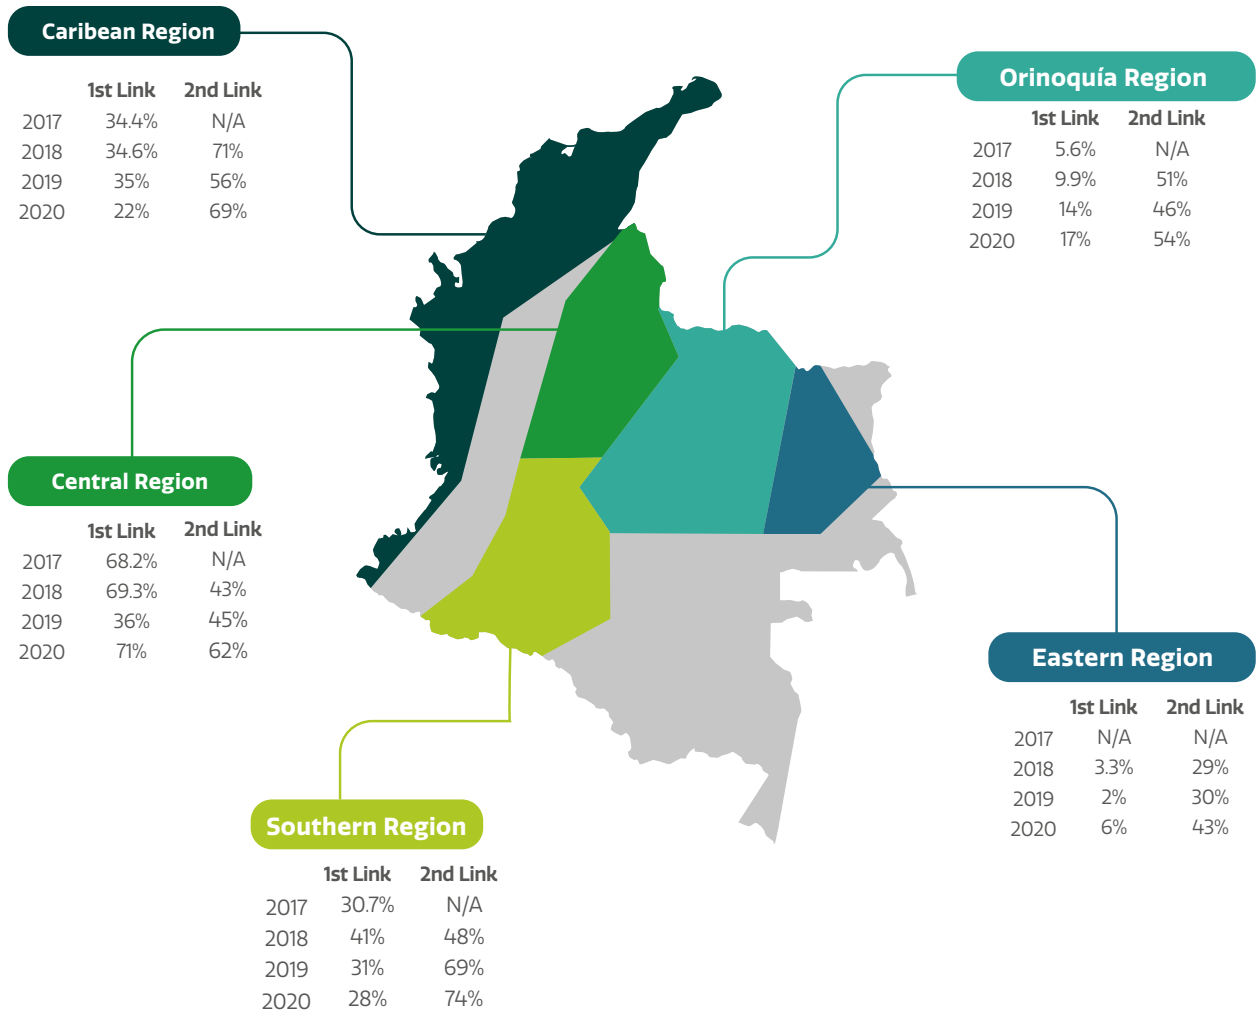 Caribean Region
1st Link 2nd Link
2017 34.4% N/A
2018 34.6% 71%
2019 35% 56%
2020 22% 69%
Orinoquía Region
1st Link 2nd Link
2017 5.6% N/A
2018 9.9% 51%
2019 14% 46%
2020 17% 54%
Central Region
1st Link 2nd Link
2017 68.2% N/A
2018 69.3% 43%
2019 36% 45%
2020 71% 62%
Eastern Region
1st Link 2nd Link
2017 N/A N/A
2018 3.3% 29%
2019 2% 30%
2020 6% 43%
Southern Region
1st Link 2nd Link
2017 30.7% N/A
2018 41% 48%
2019 31% 69%
2020 28% 74%